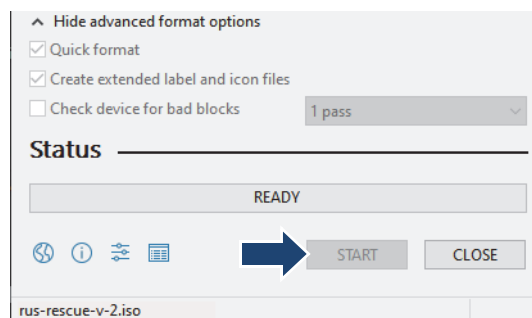 Hide advanced format options
Quick format
Create extended label and icon files
Check device for bad blocks 1 pass
Status
READY
START CLOSE
rus-rescue-v-2.iso